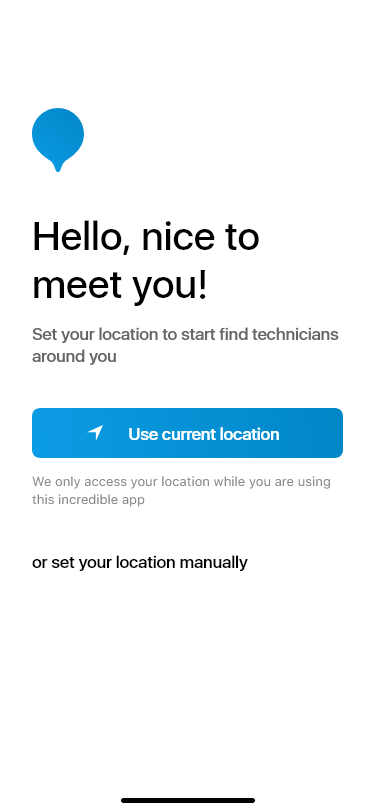 Hello, nice to
meet you!
Set your location to start find technicians
around you
Use current location
We only access your location while you are using
this incredible app
or set your location manually